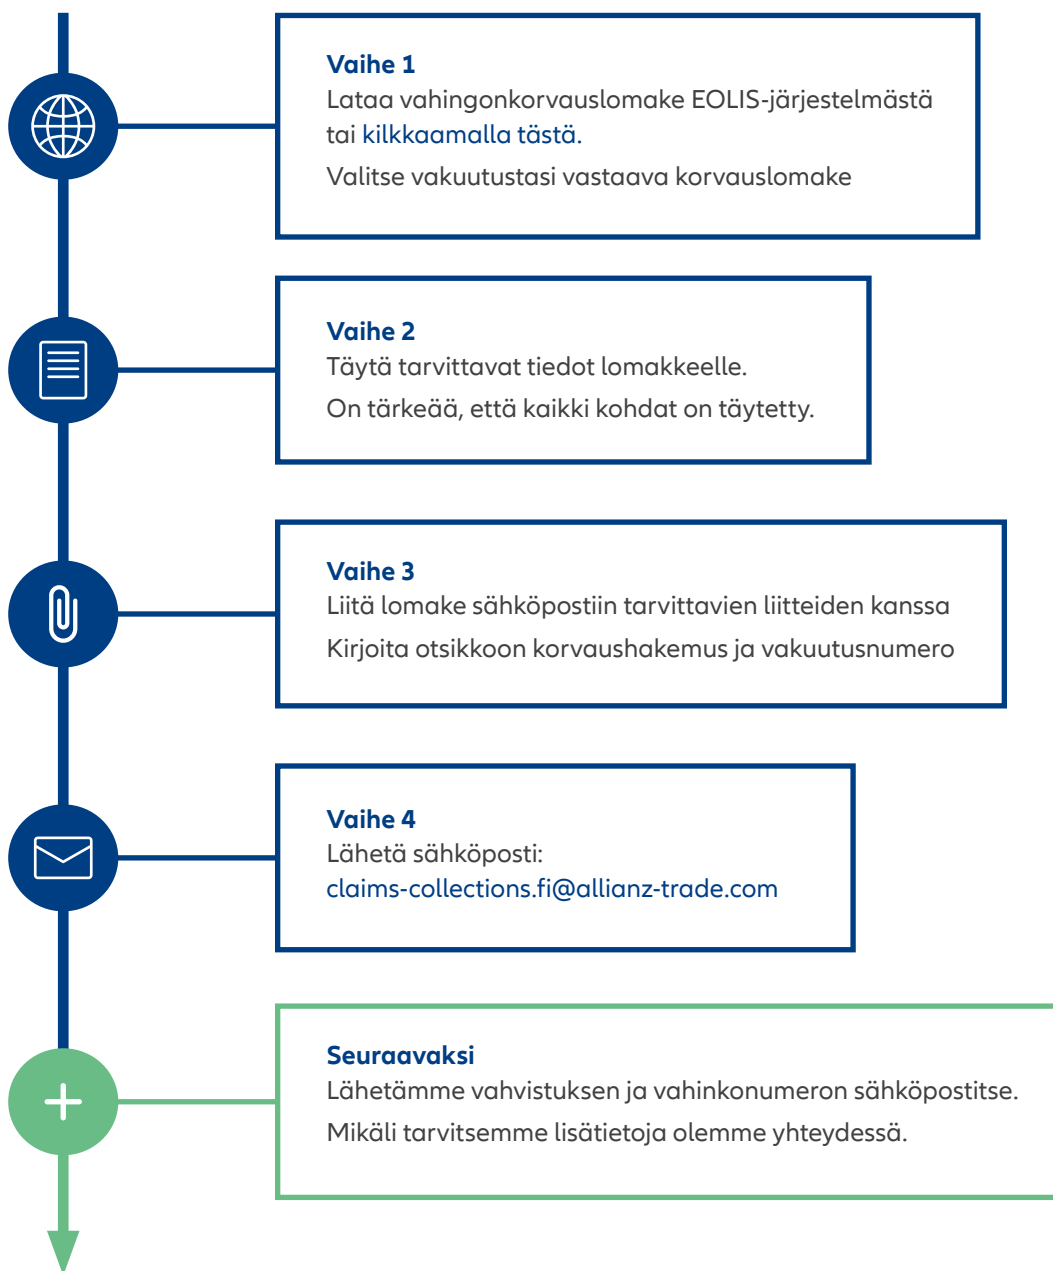 Vaihe 1
Lataa vahingonkorvauslomake EOLIS-järjestelmästä
tai kilkkaamalla tästä.
Valitse vakuutustasi vastaava korvauslomake
Vaihe 2
Täytä tarvittavat tiedot lomakkeelle.
On tärkeää, että kaikki kohdat on täytetty.
Vaihe 3
Liitä lomake sähköpostiin tarvittavien liitteiden kanssa
Kirjoita otsikkoon korvaushakemus ja vakuutusnumero
Vaihe 4
Lähetä sähköposti:
claims-collections.fi@allianz-trade.com
Seuraavaksi
Lähetämme vahvistuksen ja vahinkonumeron sähköpostitse.
Mikäli tarvitsemme lisätietoja olemme yhteydessä.